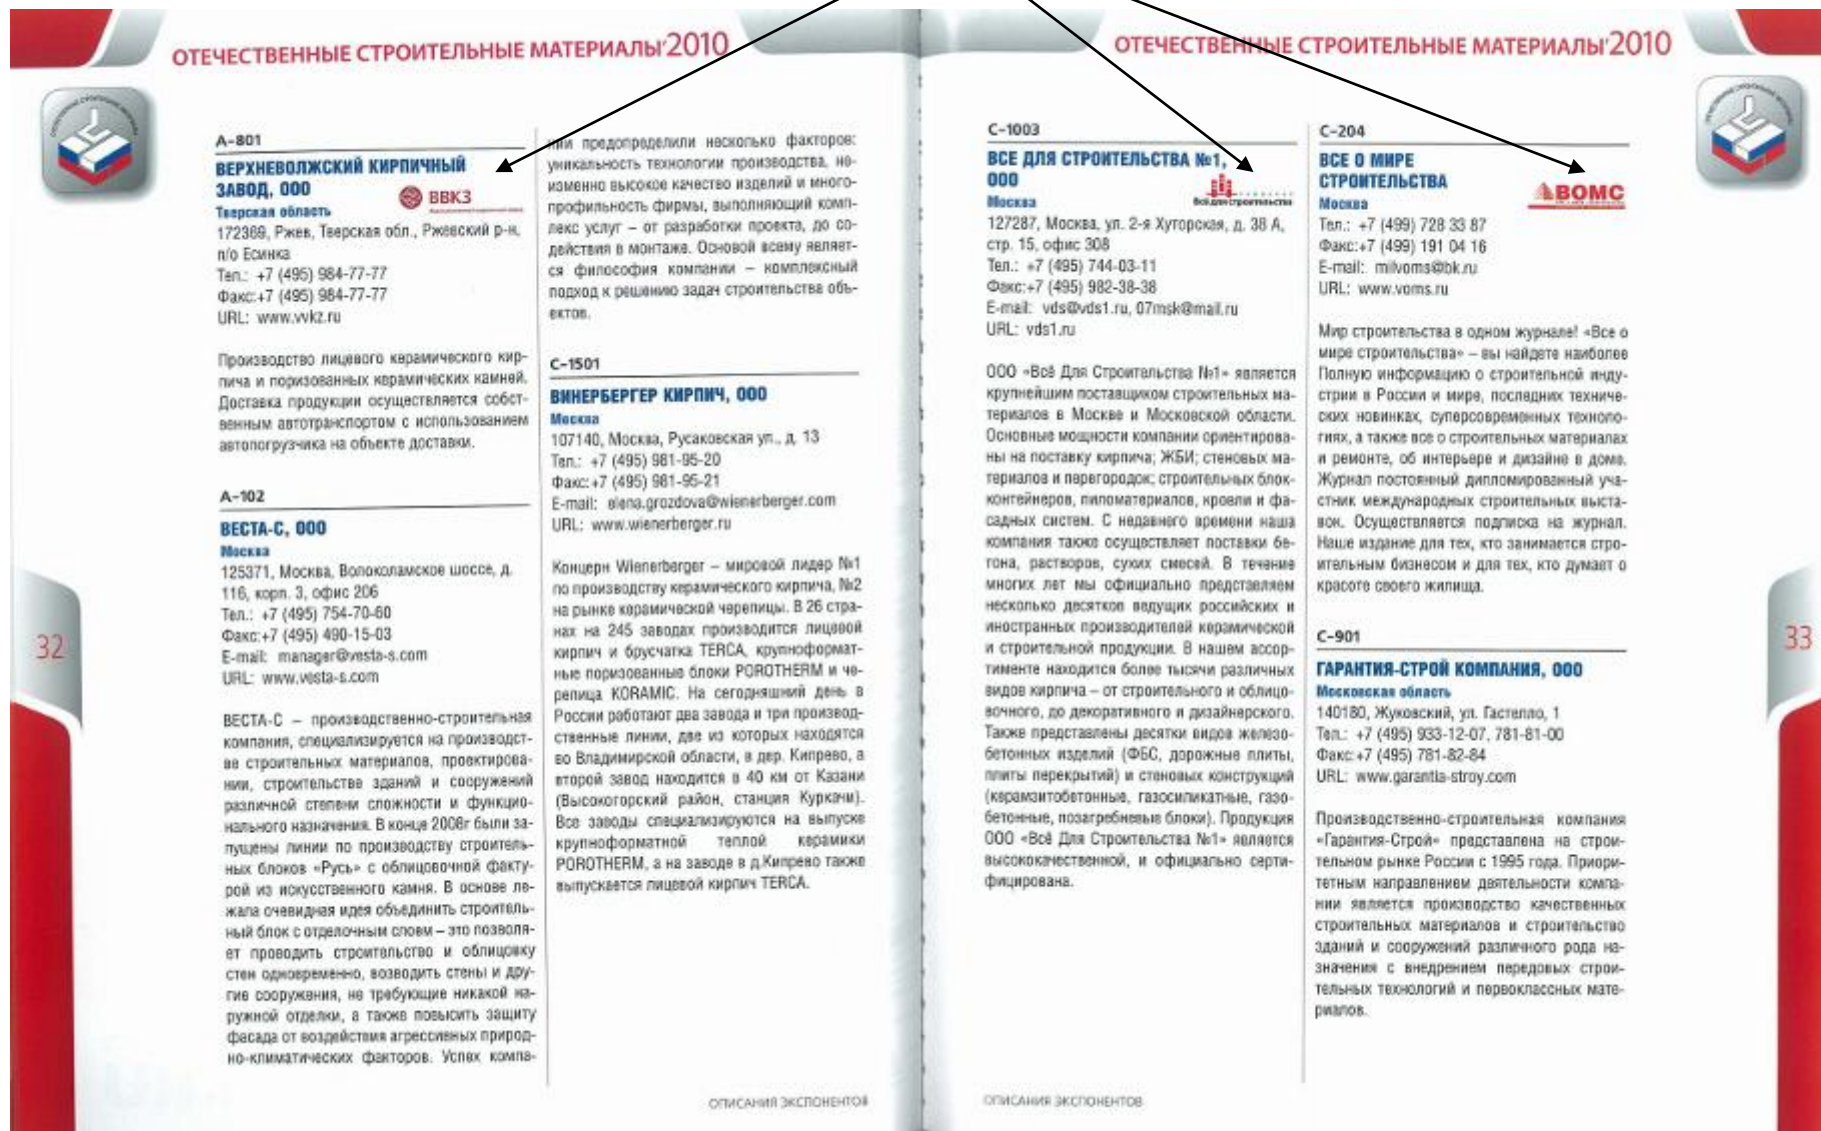 ОТЕЧЕСТВЕННЫЕ СТРОИТЕЛЬНЫЕ МАТЕРИАЛЫ'2010
А-801
ВЕРХНЕВОЛЖСКИЙ КИРПИЧНЫЙ
ЗАВОД, ООО
ВВКЗ
Тверская область
172369, Ржев, Тверская обл., Ржевский р-н,
п/о Есинка
Тел.: +7 (495) 984-77-77
Факс:+7 (495) 984-77-77
URL: www.vvkz.ru
Производство лицевого керамического кир-
пича и поризованных керамических камней.
Доставка продукции осуществляется собст-
венным автотранспортом с использованием
автопогрузчика на объекте доставки.
А-102
ВЕСТА-С, ООО
Москва
125371, Москва, Волоколамское шоссе, д.
116, корп. 3, офис 206
Тел.: +7 (495) 754-70-60
Факс:+7 (495) 490-15-03
E-mail: manager@vesta-s.com
URL: www.vesta-s.com
ВЕСТА-С – производственно-строительная
компания, специализируется на производст-
ве строительных материалов, проектирова-
нии, строительстве зданий и сооружений
различной степени сложности и функцио-
нального назначения. В конце 2008г были за-
пущены линии по производству строитель-
ных блоков «Русь» с облицовочной факту-
рой из искусственного камня. В основе ле-
жала очевидная идея объединить строитель-
ный блок с отделочным слоем – это позволя-
ет проводить строительство и облицовку
стен одновременно, возводить стены и дру-
гие сооружения, не требующие никакой на-
ружной отделки, а также повысить защиту
фасада от воздействия агрессивных природ-
но-климатических факторов. Успех компа-
нии предопределили несколько факторов:
уникальность технологии производства, не-
изменно высокое качество изделий и много-
профильность фирмы, выполняющий комп-
лекс услуг – от разработки проекта, до со-
действия в монтаже. Основой всему являет-
ся философия компании – комплексный
подход к решению задач строительства объ-
ектов.
С-1501
ВИНЕРБЕРГЕР КИРПИЧ, ООО
Москва
107140, Москва, Русаковская ул., д. 13
Тел.: +7 (495) 981-95-20
Факс:+7 (495) 981-95-21
E-mail: elena.grozdova@wienerberger.com
URL: www.wienerberger.ru
Концерн Wienerberger – мировой лидер №1
по производству керамического кирпича, №2
на рынке керамической черепицы. В 26 стра-
нах на 245 заводах производится лицевой
кирпич и брусчатка TERCA, крупноформат-
ные поризованные блоки POROTHERM и че-
репица KORAMIC. На сегодняшний день в
России работают два завода и три производ-
ственные линии, две из которых находятся
во Владимирской области, в дер. Кипрево, а
второй завод находится в 40 км от Казани
(Высокогорский район, станция Куркачи).
Все заводы специализируются на выпуске
крупноформатной теплой керамики
POROTHERM, а на заводе в д.Кипрево также
выпускается лицевой кирпич TERCA.
32
ОПИСАНИЯ ЭКСПОНЕНТОВ
ОТЕЧЕСТВЕННЫЕ СТРОИТЕЛЬНЫЕ МАТЕРИАЛЫ'2010
С-1003
ВСЕ ДЛЯ СТРОИТЕЛЬСТВА №1,
ООО
Всё для строительства
Москва
127287, Москва, ул. 2-я Хуторская, д. 38 А,
стр. 15, офис 308
Тел.: +7 (495) 744-03-11
Факс:+7 (495) 982-38-38
E-mail: vds@vds1.ru, 07msk@mail.ru
URL: vds1.ru
ООО «Всё Для Строительства №1» является
крупнейшим поставщиком строительных ма-
териалов в Москве и Московской области.
Основные мощности компании ориентирова-
ны на поставку кирпича; ЖБИ; стеновых ма-
териалов и перегородок; строительных блок-
контейнеров, пиломатериалов, кровли и фа-
садных систем. С недавнего времени наша
компания также осуществляет поставки бе-
тона, растворов, сухих смесей. В течение
многих лет мы официально представляем
несколько десятков ведущих российских и
иностранных производителей керамической
и строительной продукции. В нашем ассор-
тименте находится более тысячи различных
видов кирпича – от строительного и облицо-
вочного, до декоративного и дизайнерского.
Также представлены десятки видов железо-
бетонных изделий (ФБС, дорожные плиты,
плиты перекрытий) и стеновых конструкций
(керамзитобетонные, газосиликатные, газо-
бетонные, позагребневые блоки). Продукция
ООО «Всё Для Строительства №1» является
высококачественной, и официально серти-
фицирована.
С-204
ВСЕ О МИРЕ
СТРОИТЕЛЬСТВА
ВОМС
Москва
Тел.: +7 (499) 728 33 87
Факс:+7 (499) 191 04 16
E-mail: milvoms@bk.ru
URL: www.voms.ru
Мир строительства в одном журнале! «Все о
мире строительства» – вы найдете наиболее
Полную информацию о строительной инду-
стрии в России и мире, последних техниче-
ских новинках, суперсовременных техноло-
гиях, а также все о строительных материалах
и ремонте, об интерьере и дизайне в доме.
Журнал постоянный дипломированный уча-
стник международных строительных выста-
вок. Осуществляется подписка на журнал.
Наше издание для тех, кто занимается стро-
ительным бизнесом и для тех, кто думает о
красоте своего жилища.
С-901
ГАРАНТИЯ-СТРОЙ КОМПАНИЯ, ООО
Московская область
140180, Жуковский, ул. Гастелло, 1
Тел.: +7 (495) 933-12-07, 781-81-00
Факс:+7 (495) 781-82-84
URL: www.garantia-stroy.com
Производственно-строительная компания
«Гарантия-Строй» представлена на строи-
тельном рынке России с 1995 года. Приори-
тетным направлением деятельности компа-
нии является производство качественных
строительных материалов и строительство
зданий и сооружений различного рода на-
значения с внедрением передовых строи-
тельных технологий и первоклассных мате-
риалов.
33
ОПИСАНИЯ ЭКСПОНЕНТОВ